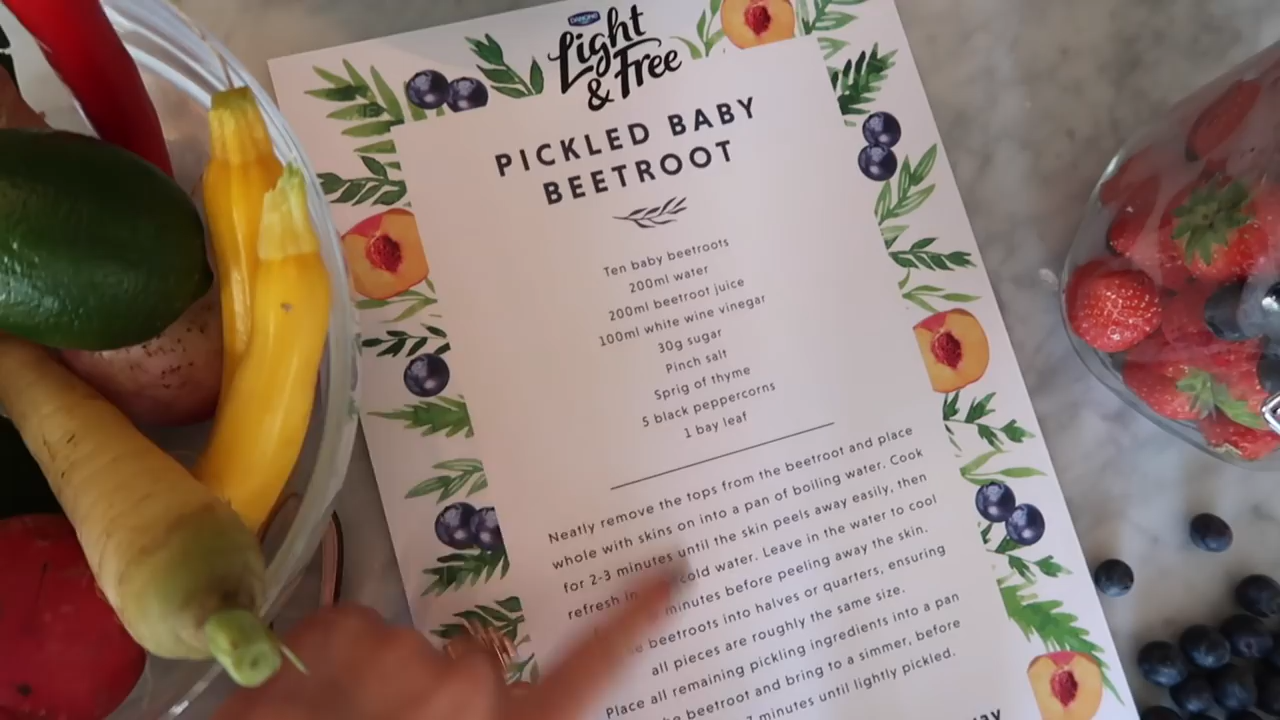 DANONE
Light
& Free
PICKLED BABY
BEETROOT
Ten baby beetroots
200ml water
200ml beetroot juice
100ml white wine vinegar
30g sugar
Pinch salt
Sprig of thyme
5 black peppercorns
1 bay leaf
Neatly remove the tops from the beetroot and place
whole with skins on into a pan of boiling water. Cook
for 2-3 minutes until the skin peels away easily, then
refresh in cold water. Leave in the water to cool
minutes before peeling away the skin.
beetroots into halves or quarters, ensuring
all pieces are roughly the same size.
Place all remaining pickling ingredients into a pan
beetroot and bring to a simmer, before
minutes until lightly pickled.